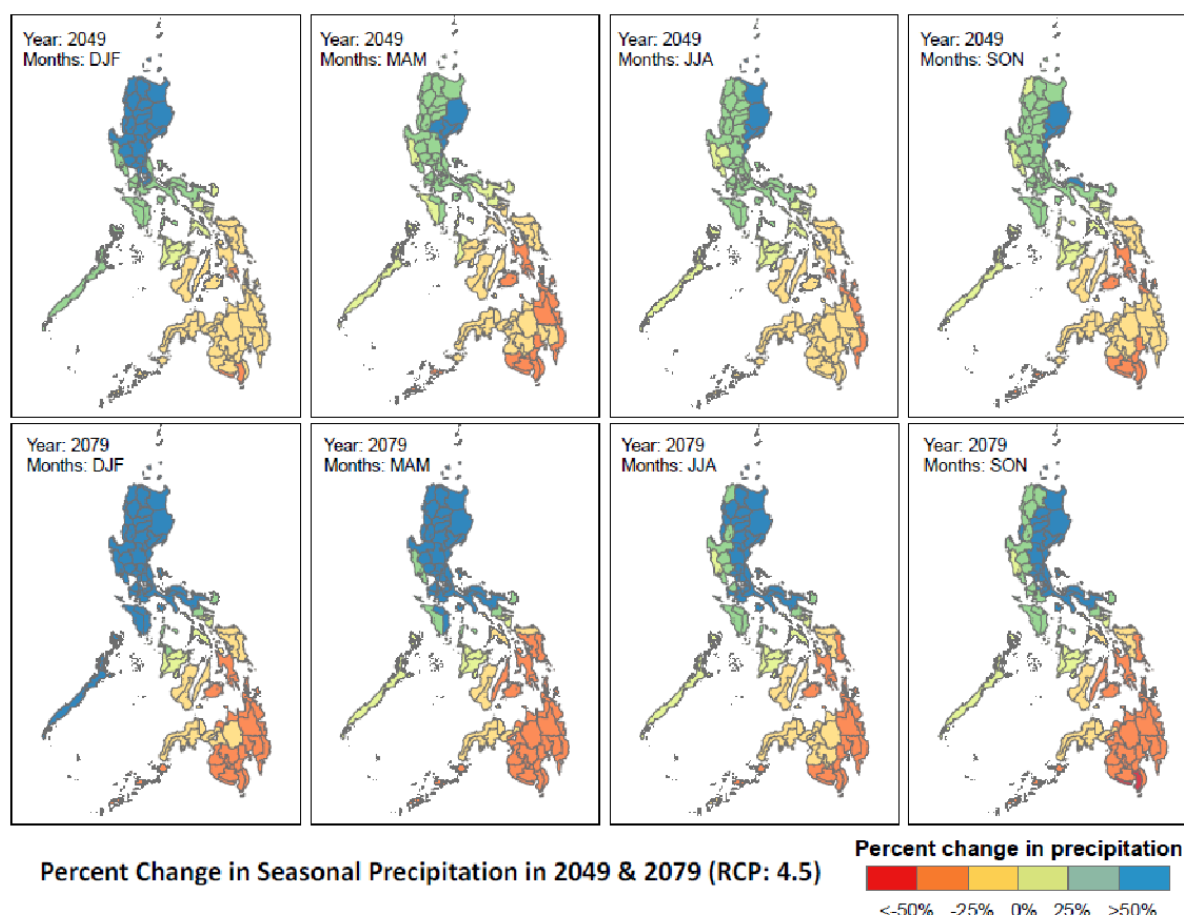 Year: 2049
Months: DJF
Year: 2049
Months: MAM
Year: 2049
Months: JJA
Year: 2049
Months: SON
Year: 2079
Months: DJF
Year: 2079
Months: MAM
Year: 2079
Months: JJA
Year: 2079
Months: SON
Percent Change in Seasonal Precipitation in 2049 & 2079 (RCP: 4.5)
Percent change in precipitation
<-50% -25% 0% 25% >50%